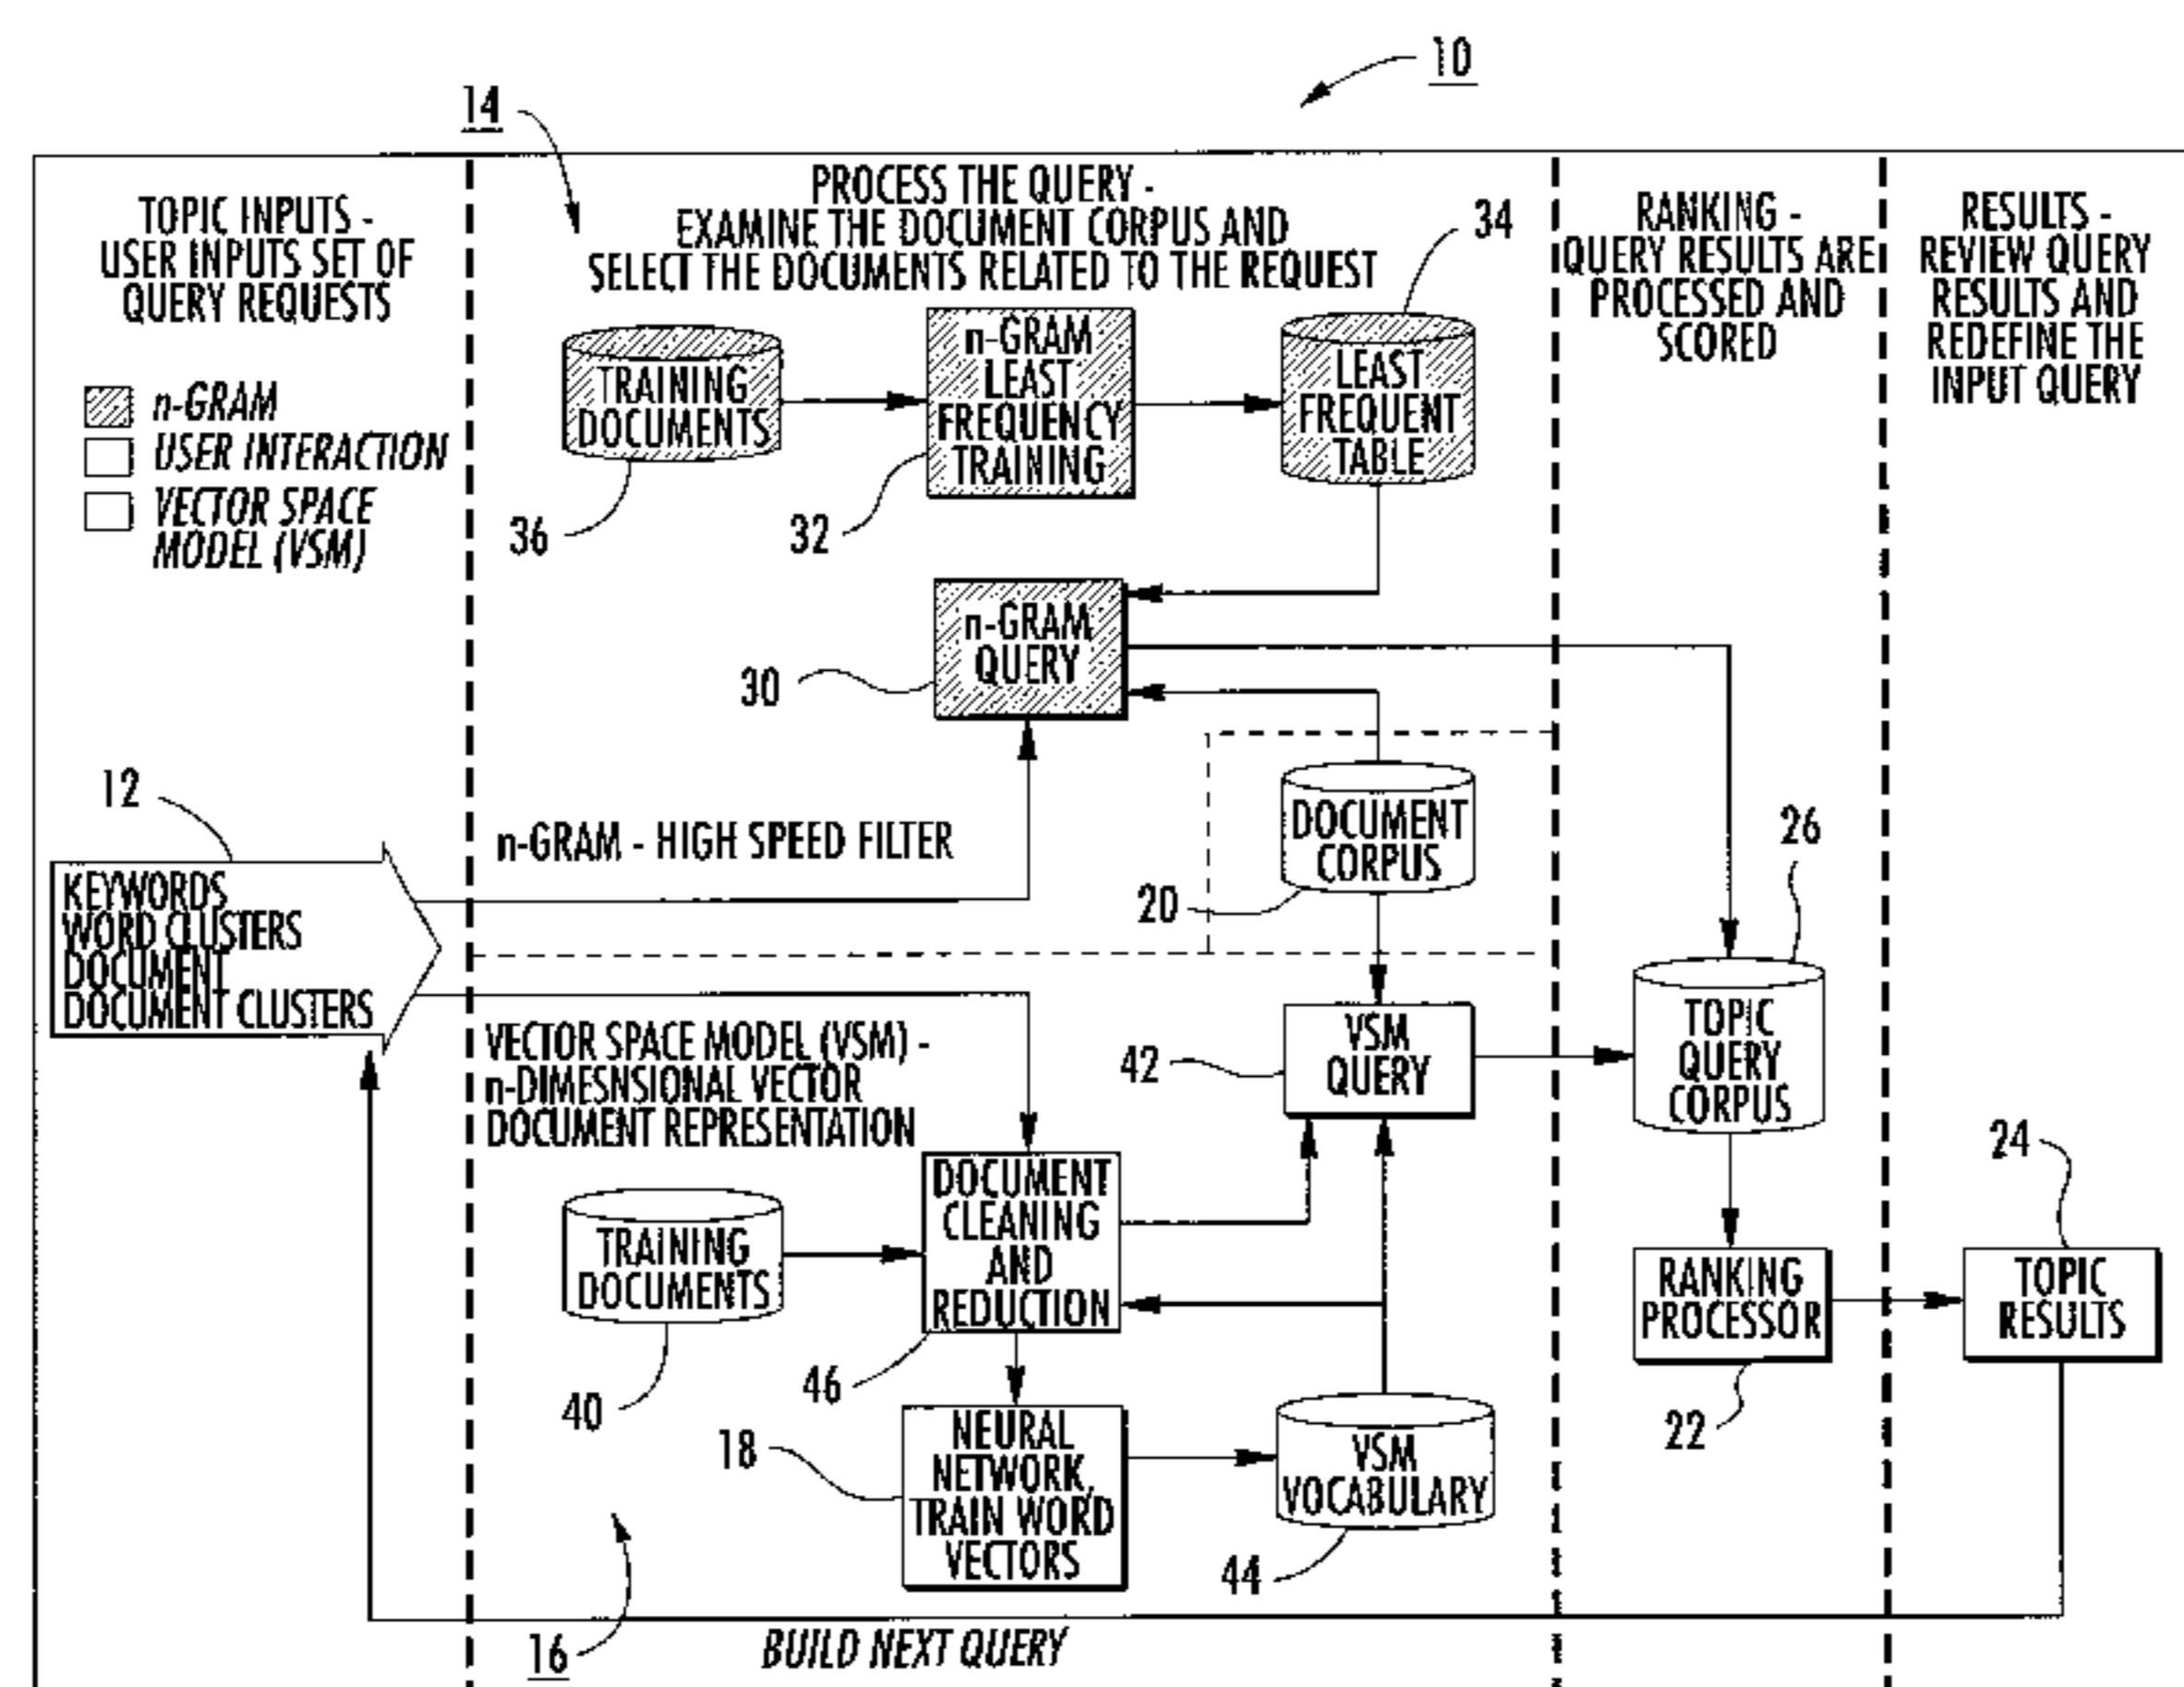 10
14
TOPIC INPUTS -
USER INPUTS SET OF
QUERY REQUESTS
n-GRAM
USER INTERACTION
VECTOR SPACE
MODEL (VSM)
PROCESS THE QUERY -
EXAMINE THE DOCUMENT CORPUS AND
SELECT THE DOCUMENTS RELATED TO THE REQUEST
34
RANKING -
QUERY RESULTS ARE
PROCESSED AND
SCORED
RESULTS -
REVIEW QUERY
RESULTS AND
REDEFINE THE
INPUT QUERY
TRAINING
DOCUMENTS
36
n-GRAM
LEAST
FREQUENCY
TRAINING
32
LEAST
FREQUENT
TABLE
n-GRAM
QUERY
30
12
n-GRAM - HIGH SPEED FILTER
DOCUMENT
CORPUS
20
26
KEYWORDS
WORD CLUSTERS
DOCUMENT
DOCUMENT CLUSTERS
VECTOR SPACE MODEL (VSM) -
n-DIMESNSIONAL VECTOR
DOCUMENT REPRESENTATION
42
VSM
QUERY
TOPIC
QUERY
CORPUS
24
TRAINING
DOCUMENTS
40
DOCUMENT
CLEANING
AND
REDUCTION
46
RANKING
PROCESSOR
22
TOPIC
RESULTS
18
NEURAL
NETWORK,
TRAIN WORD
VECTORS
VSM
VOCABULARY
44
16
BUILD NEXT QUERY